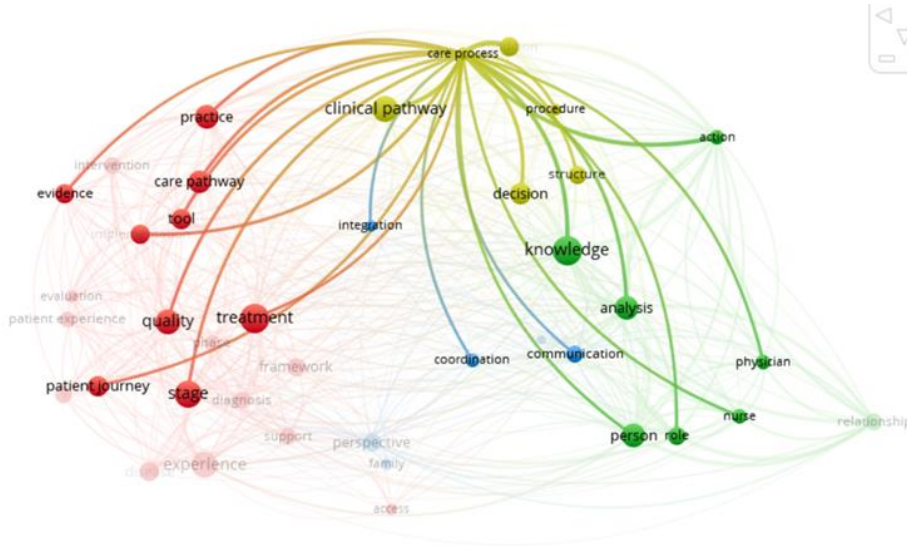 care process
clinical pathway
procedure
practice
action
intervention
care pathway
structure
evidence
decision
tool
integration
knowledge
evaluation
analysis
patient experience
quality
treatment
phase
communication
coordination
physician
framework
patient journey
stage
diagnosis
nurse
relationship
support
person
role
perspective
experience
family
access